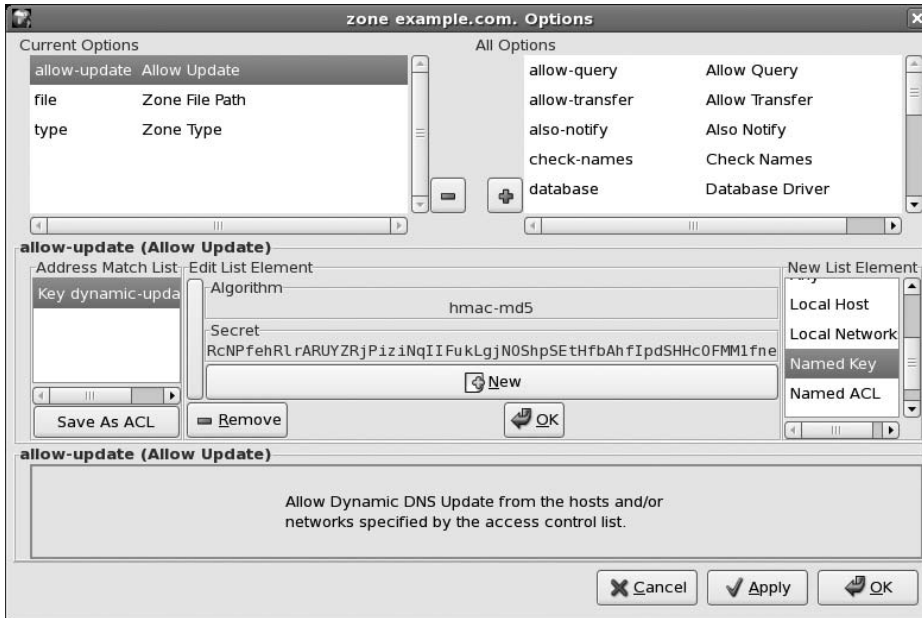 zone example.com. Options
Current Options
All Options
allow-update Allow Update
file Zone File Path
type Zone Type
allow-query Allow Query
allow-transfer Allow Transfer
also-notify Also Notify
check-names Check Names
database Database Driver
allow-update (Allow Update)
Address Match List
Key dynamic-upda
Save As ACL
Edit List Element
Algorithm
hmac-md5
Secret
RcNPfehRlrARUYZRjPiziNqIIFukLgjNOShpSEtHfbAhfIpdSHHcOFMM1fne
New
Remove
OK
New List Element
Local Host
Local Network
Named Key
Named ACL
allow-update (Allow Update)
Allow Dynamic DNS Update from the hosts and/or
networks specified by the access control list.
Cancel
Apply
OK